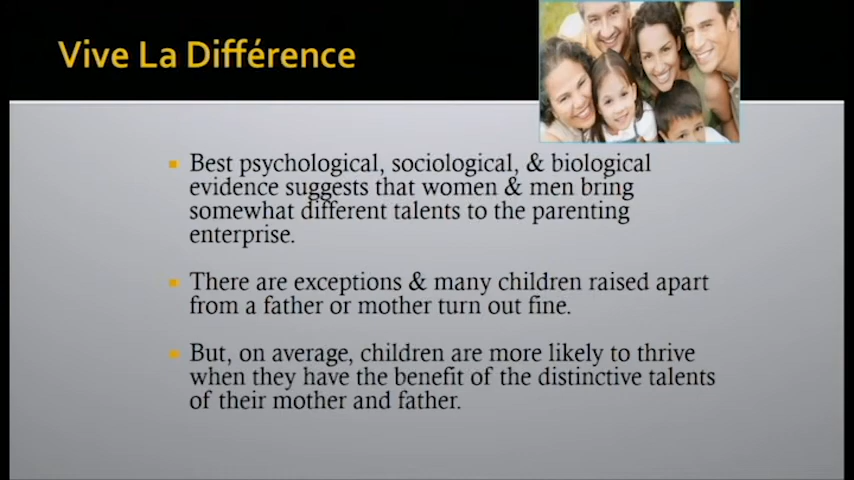 Vive La Différence
Best psychological, sociological, & biological
evidence suggests that women & men bring
somewhat different talents to the parenting
enterprise.
There are exceptions & many children raised apart
from a father or mother turn out fine.
But, on average, children are more likely to thrive
when they have the benefit of the distinctive talents
of their mother and father.